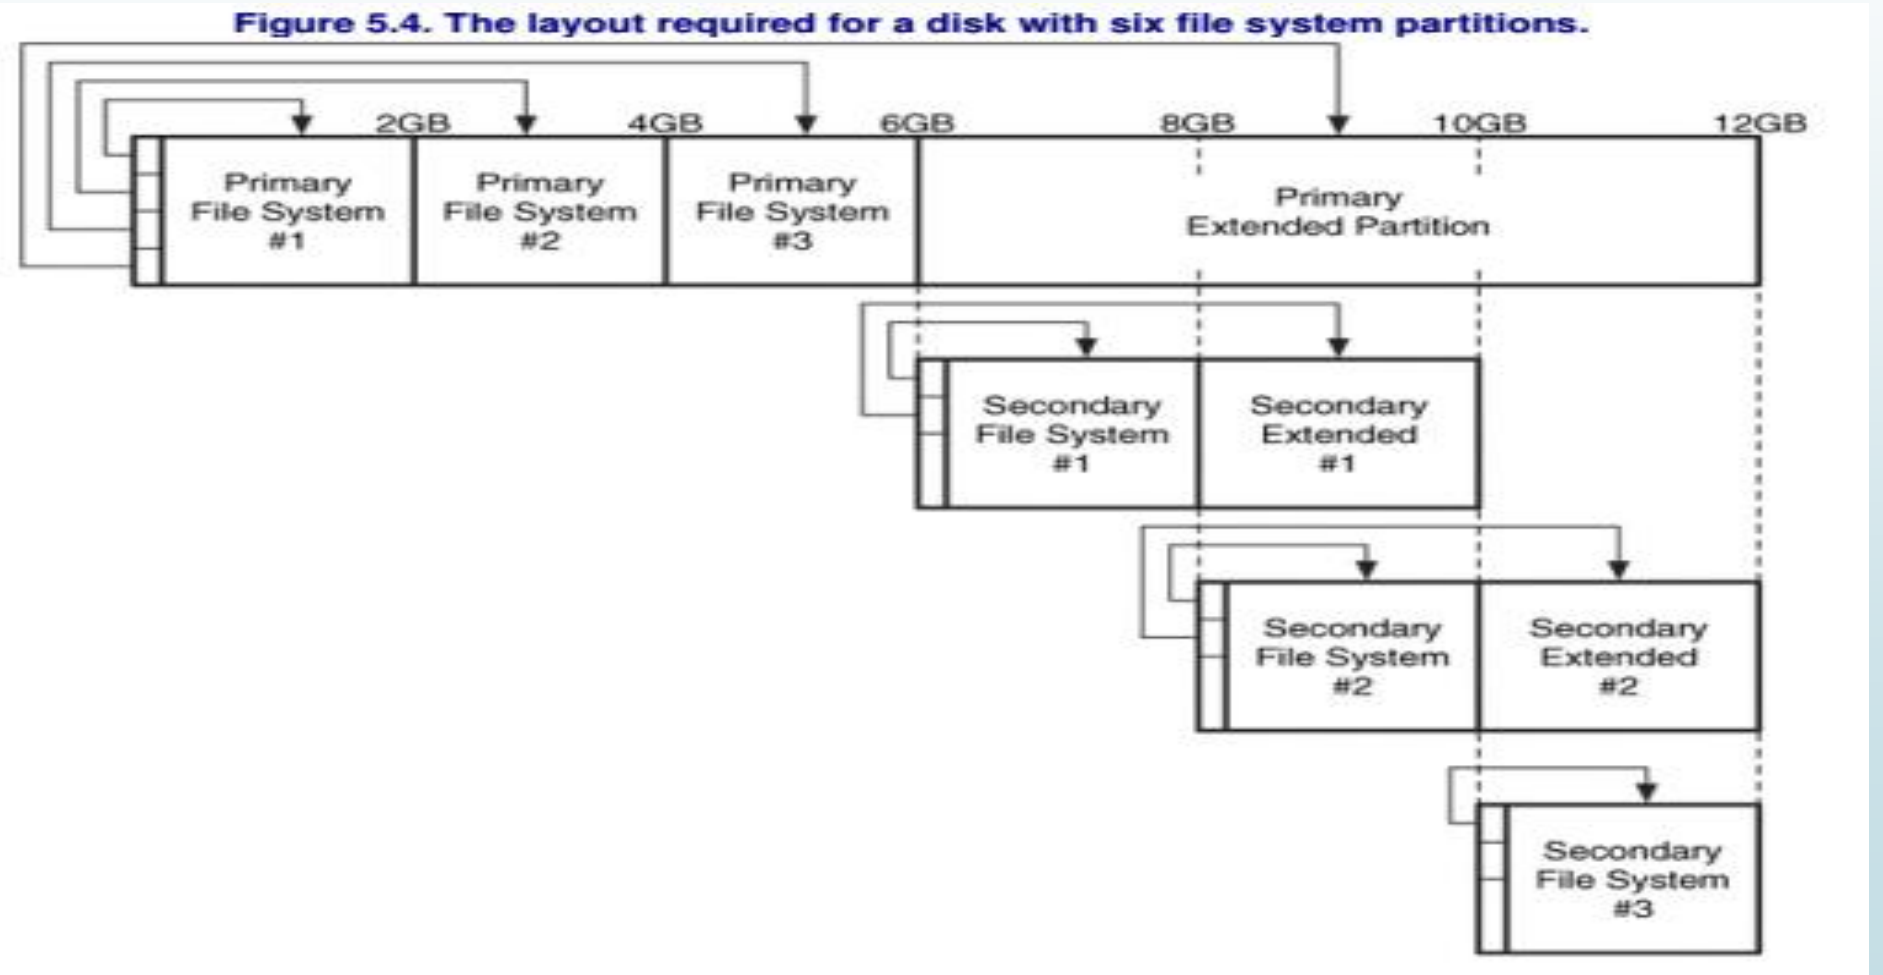 Figure 5.4. The layout required for a disk with six file system partitions.
2GB 4GB 6GB 8GB 10GB 12GB
Primary
File System
#1
Primary
File System
#2
Primary
File System
#3
Primary
Extended Partition
Secondary
File System
#1
Secondary
Extended
#1
Secondary
File System
#2
Secondary
Extended
#2
Secondary
File System
#3